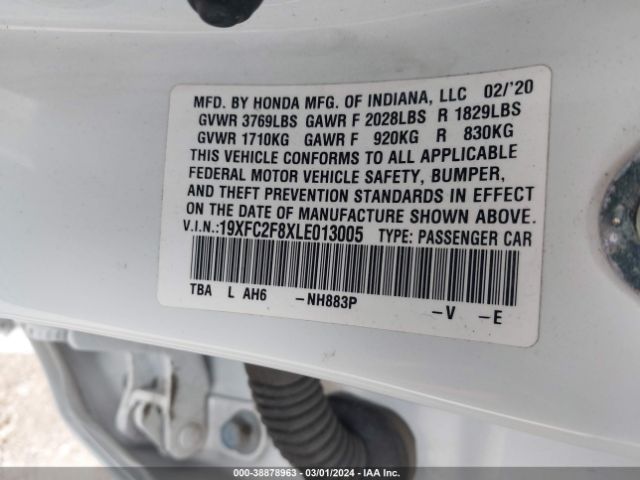 MFD. BY HONDA MFG. OF INDIANA, LLC 02/'20
GVWR 3769LBS GAWR F 2028LBS R 1829LBS
GVWR 1710KG GAWR F 920KG R 830KG
THIS VEHICLE CONFORMS TO ALL APPLICABLE
FEDERAL MOTOR VEHICLE SAFETY, BUMPER,
AND THEFT PREVENTION STANDARDS IN EFFECT
ON THE DATE OF MANUFACTURE SHOWN ABOVE.
V.I.N.:19XFC2F8XLE013005 TYPE: PASSENGER CAR
TBA L AH6 –NH883P –V –E
000-38878963 — 03/01/2024 — IAA Inc.